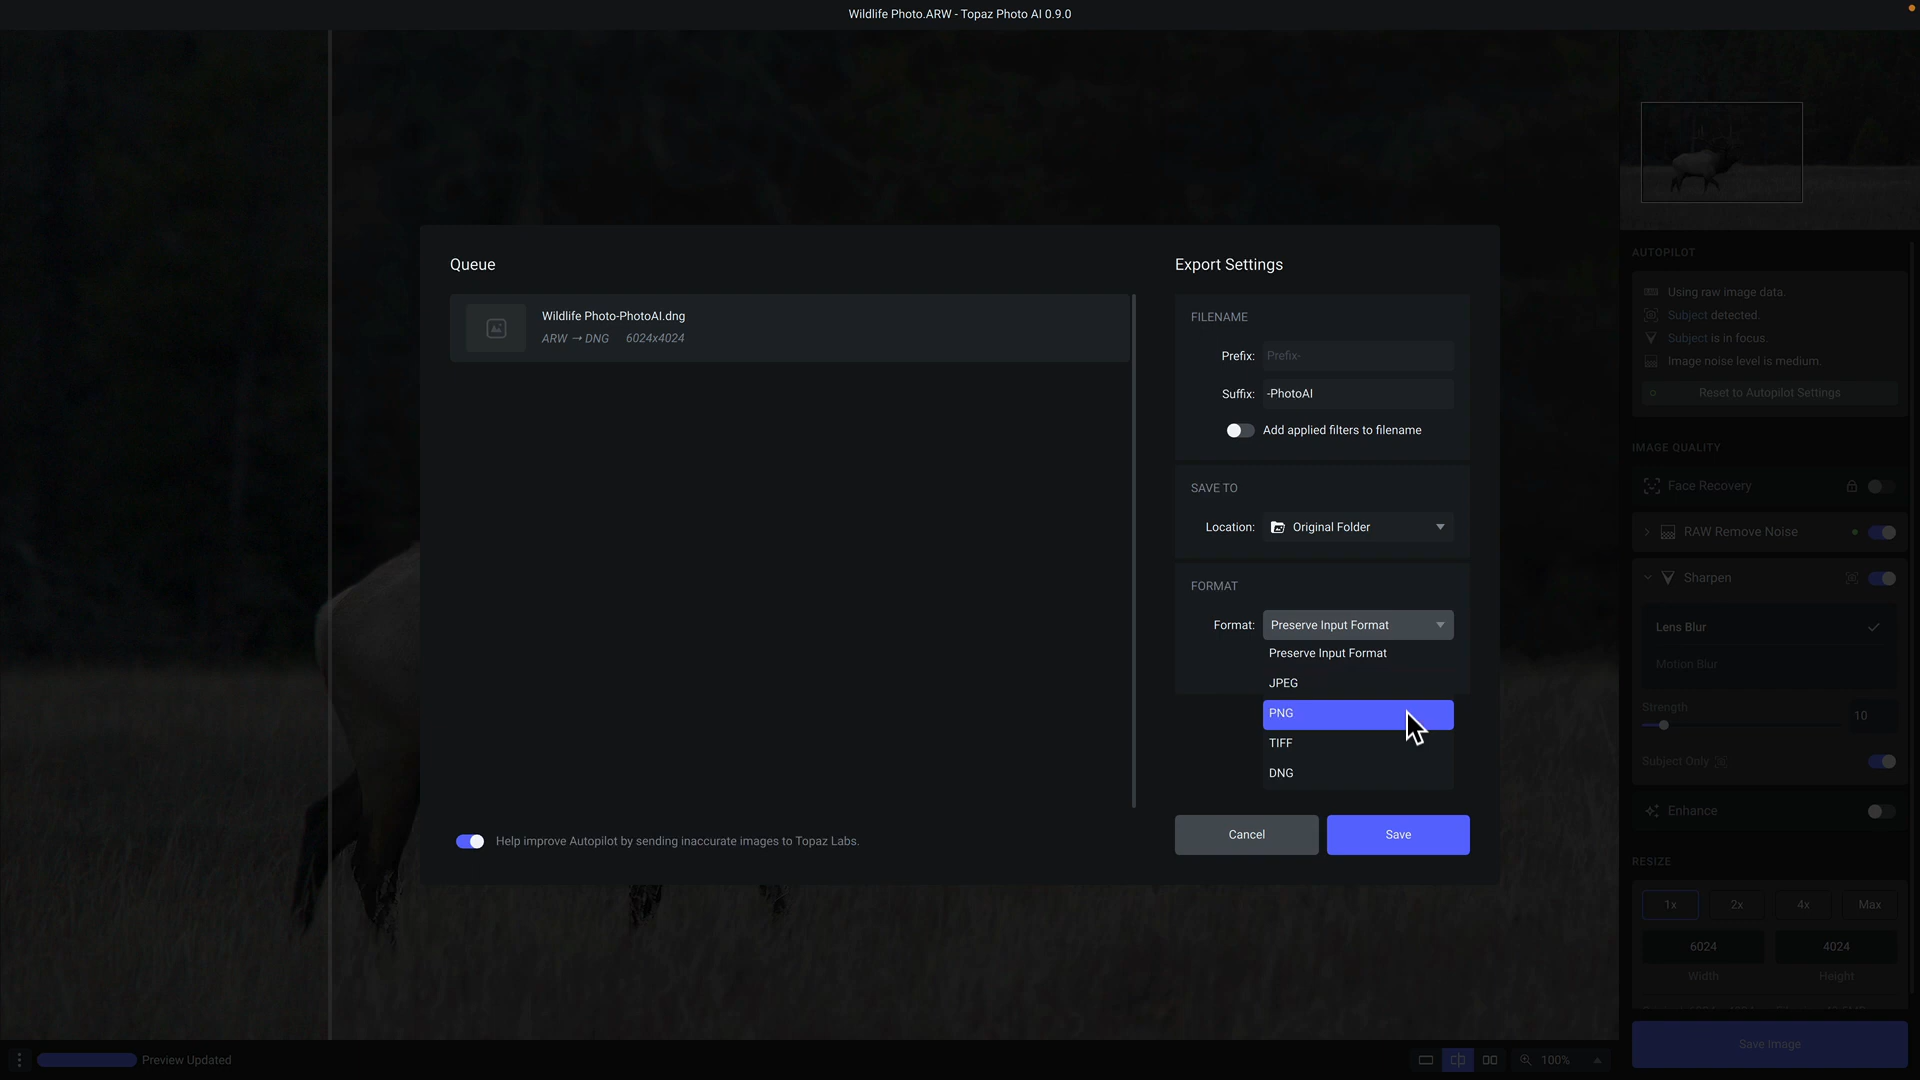 Wildlife Photo.ARW - Topaz Photo AI 0.9.0
Queue
Wildlife Photo-PhotoAI.dng
ARW → DNG 6024x4024
Help improve Autopilot by sending inaccurate images to Topaz Labs.
Export Settings
FILENAME
Prefix: Prefix-
Suffix: -PhotoAI
Add applied filters to filename
SAVE TO
Location: Original Folder
FORMAT
Format: Preserve Input Format
Preserve Input Format
JPEG
PNG
TIFF
DNG
Cancel
Save
AUTOPILOT
Using raw image data.
Subject detected.
Subject is in focus.
Image noise level is medium.
Reset to Autopilot Settings
IMAGE QUALITY
Face Recovery
RAW Remove Noise
Sharpen
Lens Blur
Motion Blur
Strength
10
Subject Only
Enhance
RESIZE
1x 2x 4x Max
6024 4024
Width Height
Save Image
Preview Updated
100%